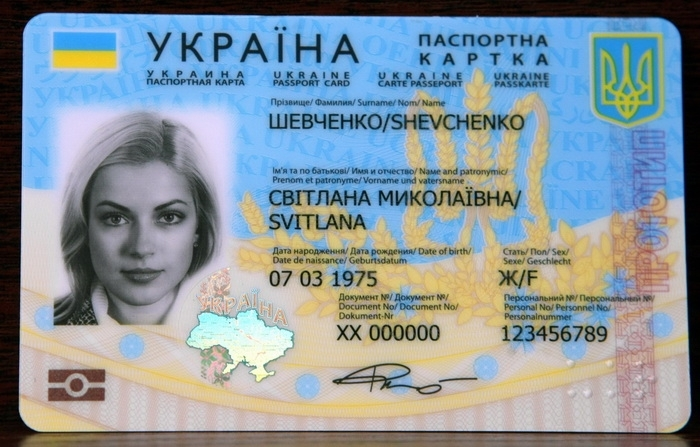 УКРАЇНА
УКРАИНА UKRAINE UKRAINE UKRAINE
ПАСПОРТНА КАРТКА
ПАСПОРТНАЯ КАРТА PASSPORT CARD CARTE PASSEPORT PASSKARTE
Прізвище/ Фамилия/ Surname/ Nom/ Name
ШЕВЧЕНКО/SHEVCHENKO
Ім'я та по батькові/ Имя и отчество/ Name and patronymic/
Prenom et patronyme/ Vorname und vatersname
СВІТЛАНА МИКОЛАЇВНА/
SVITLANA
Дата народження/ Дата рождения/ Date of birth/
Date de naissance/ Geburtsdatum
07 03 1975
Стать/ Пол/ Sex/
Sexe/ Geschlecht
Ж/F
Документ №/ Документ №/
Document No/ Document No/
Dokument-Nr
XX 000000
Персональний №/ Персональный №/
Personal No/ Personnel No/
Personalnummer
123456789
УКРАЇНА
ПРОТОТИП